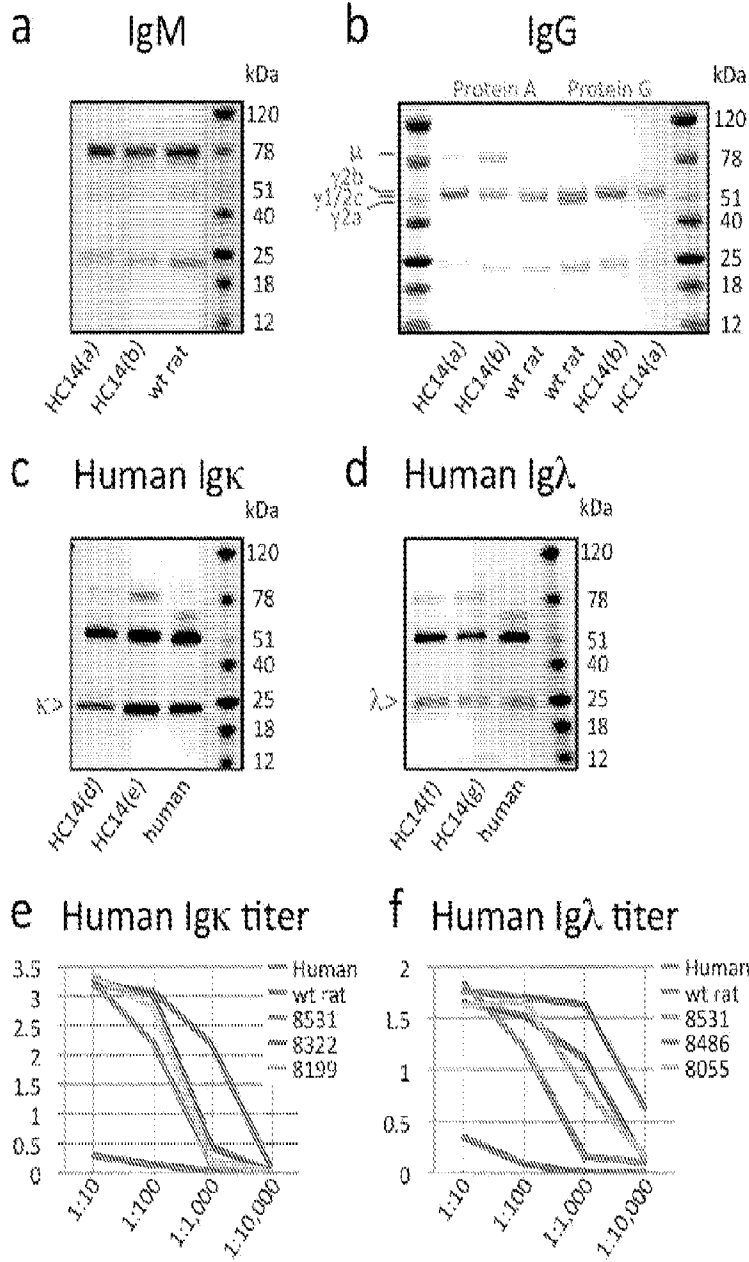 a IgM
kDa
120
78
51
40
25
18
12
HC14(a)
HC14(b)
wt rat
b IgG
Protein A Protein G
kDa
μ
γ2b
γ1/2c
γ2a
120
78
51
40
25
18
12
HC14(a)
HC14(b)
wt rat
wt rat
HC14(b)
HC14(a)
c Human Igκ
kDa
κ>
120
78
51
40
25
18
12
HC14(d)
HC14(e)
human
d Human Igλ
kDa
λ>
120
78
51
40
25
18
12
HC14(f)
HC14(g)
human
e Human Igκ titer
3.5
3
2.5
2
1.5
1
0.5
0
1:10
1:100
1:1,000
1:10,000
Human
wt rat
8531
8322
8199
f Human Igλ titer
2
1.5
1
0.5
0
1:10
1:100
1:1,000
1:10,000
Human
wt rat
8531
8486
8055